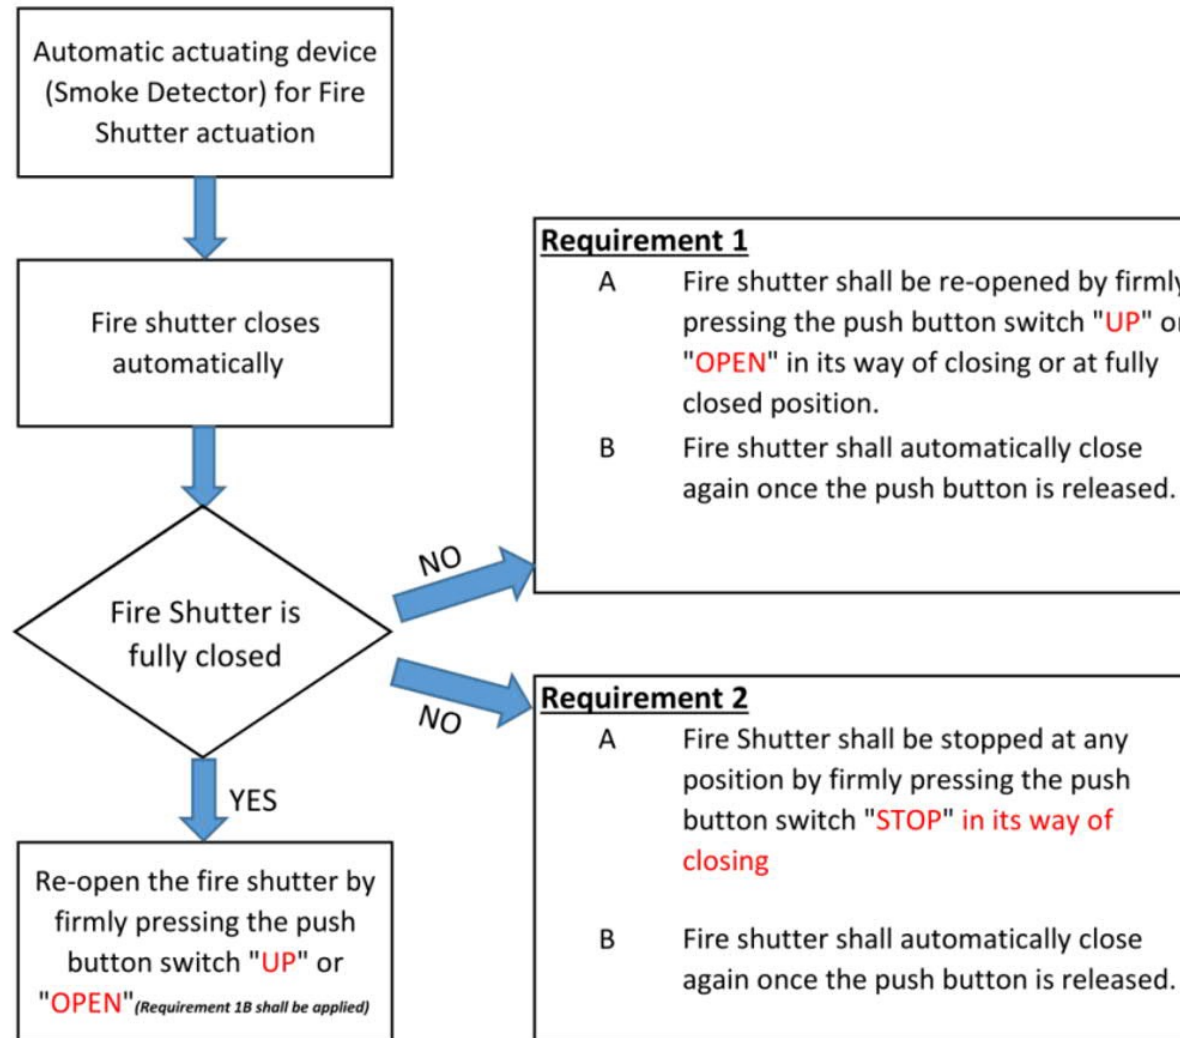 Automatic actuating device
(Smoke Detector) for Fire
Shutter actuation
Fire shutter closes
automatically
Fire Shutter is
fully closed
NO
Requirement 1
A Fire shutter shall be re-opened by firmly
pressing the push button switch "UP" or
"OPEN" in its way of closing or at fully
closed position.
B Fire shutter shall automatically close
again once the push button is released.
NO
Requirement 2
A Fire Shutter shall be stopped at any
position by firmly pressing the push
button switch "STOP" in its way of
closing
B Fire shutter shall automatically close
again once the push button is released.
YES
Re-open the fire shutter by
firmly pressing the push
button switch "UP" or
"OPEN"(Requirement 1B shall be applied)